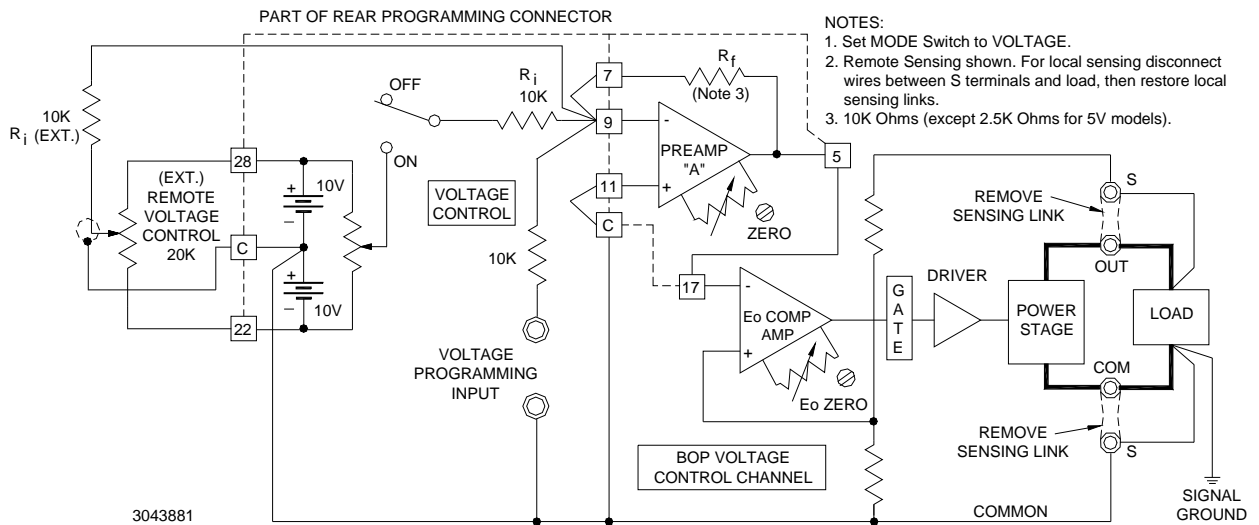 PART OF REAR PROGRAMMING CONNECTOR
NOTES:
1. Set MODE Switch to VOLTAGE.
2. Remote Sensing shown. For local sensing disconnect
wires between S terminals and load, then restore local
sensing links.
3. 10K Ohms (except 2.5K Ohms for 5V models).
10K
Ri (EXT.)
OFF
ON
Ri
10K
7
9
11
C
Rf
(Note 3)
-
+
PREAMP
"A"
ZERO
5
28
C
22
(EXT.)
REMOTE
VOLTAGE
CONTROL
20K
+
10V
–
+
10V
–
VOLTAGE
CONTROL
10K
VOLTAGE
PROGRAMMING
INPUT
17
-
+
Eo COMP
AMP
Eo ZERO
GATE
DRIVER
POWER
STAGE
S
REMOVE
SENSING LINK
OUT
LOAD
COM
REMOVE
SENSING LINK
S
BOP VOLTAGE
CONTROL CHANNEL
SIGNAL
GROUND
COMMON
3043881